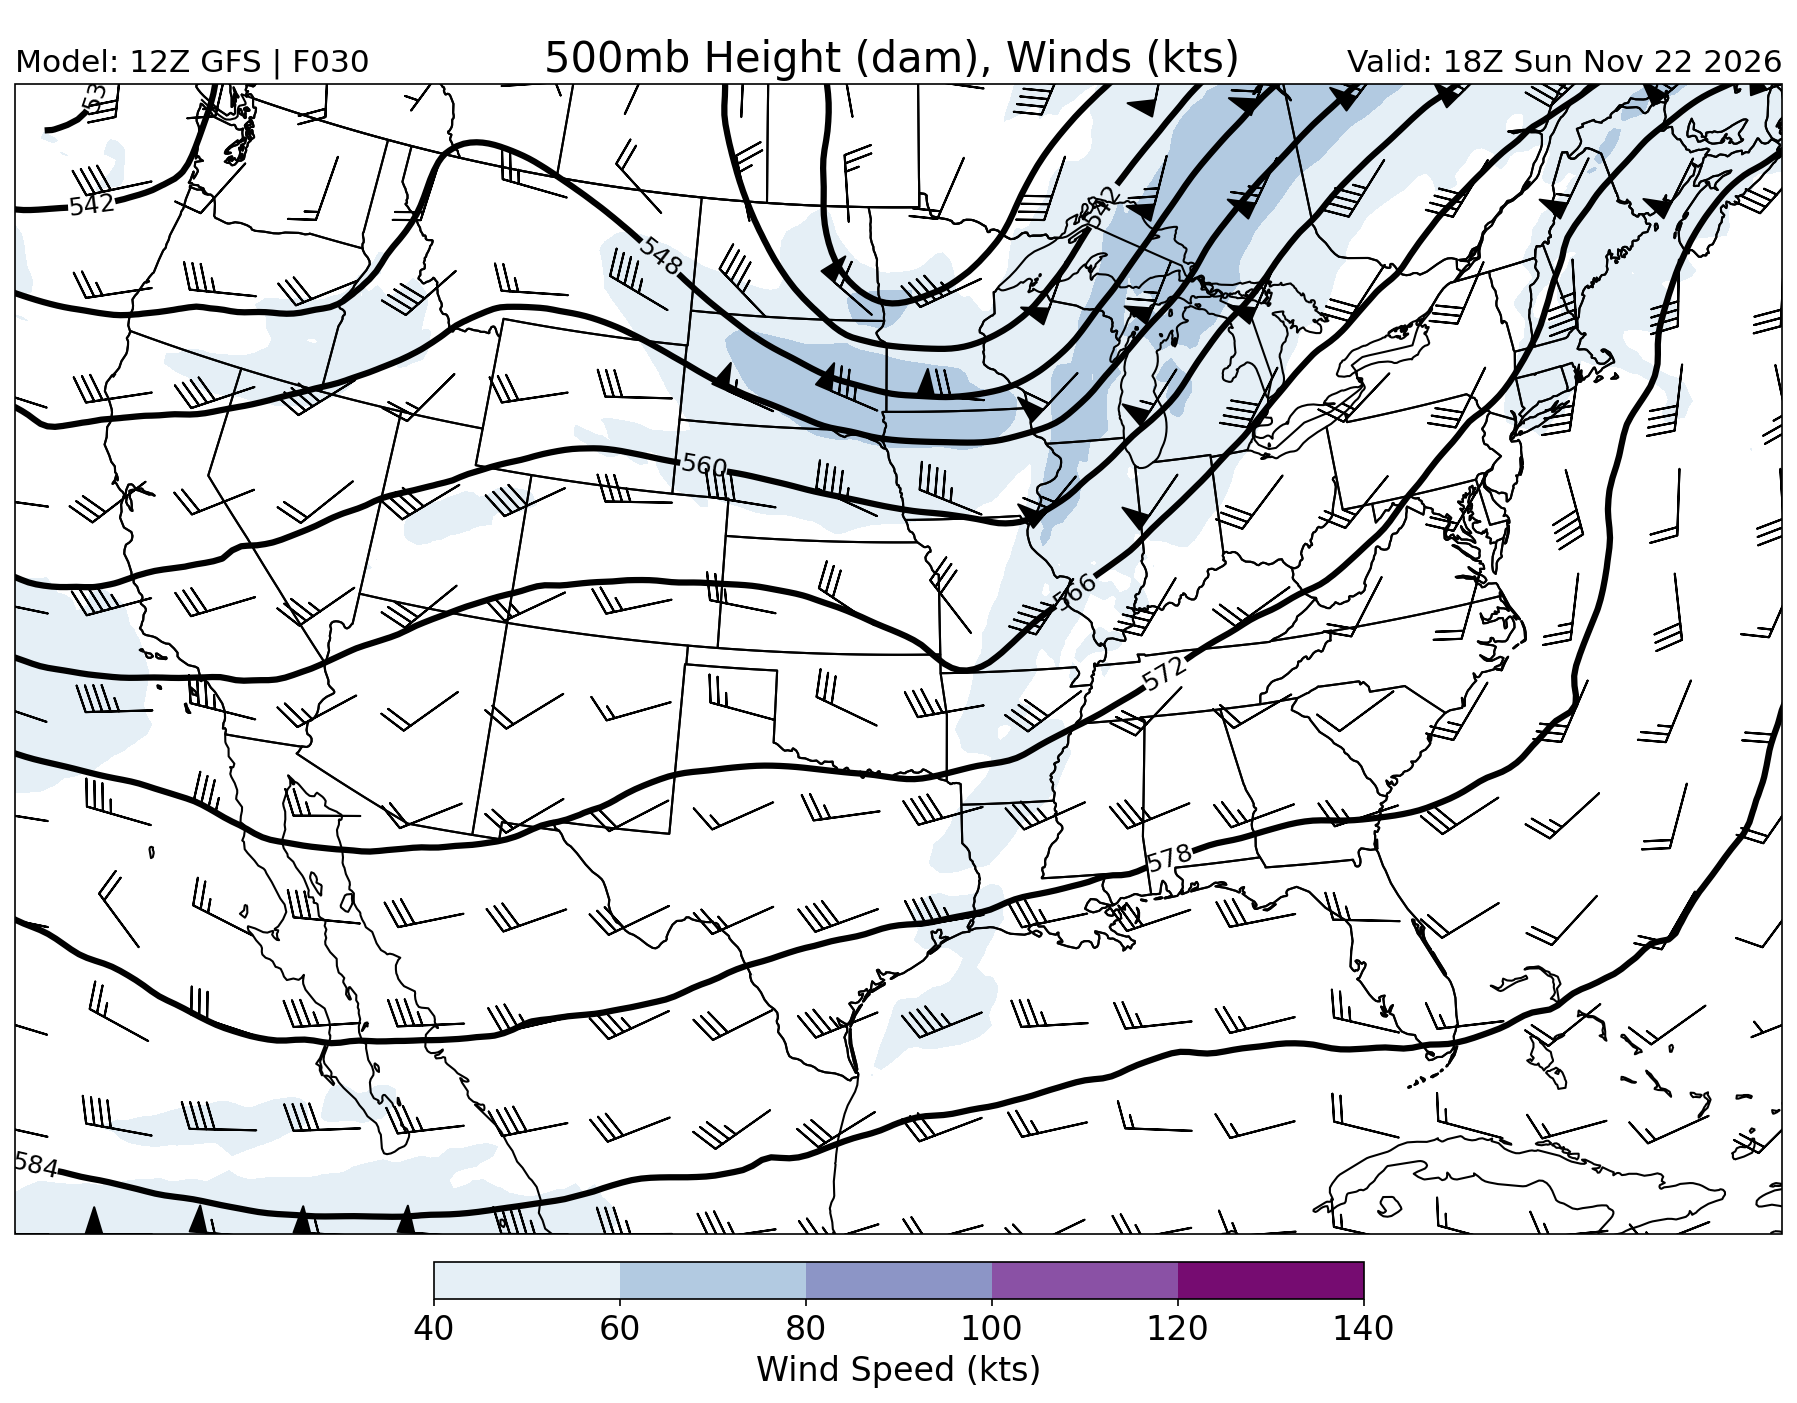 Model: 12Z GFS | F030
500mb Height (dam), Winds (kts)
Valid: 18Z Sun Nov 22 2026
542
542
548
560
566
572
578
584
40 60 80 100 120 140
Wind Speed (kts)